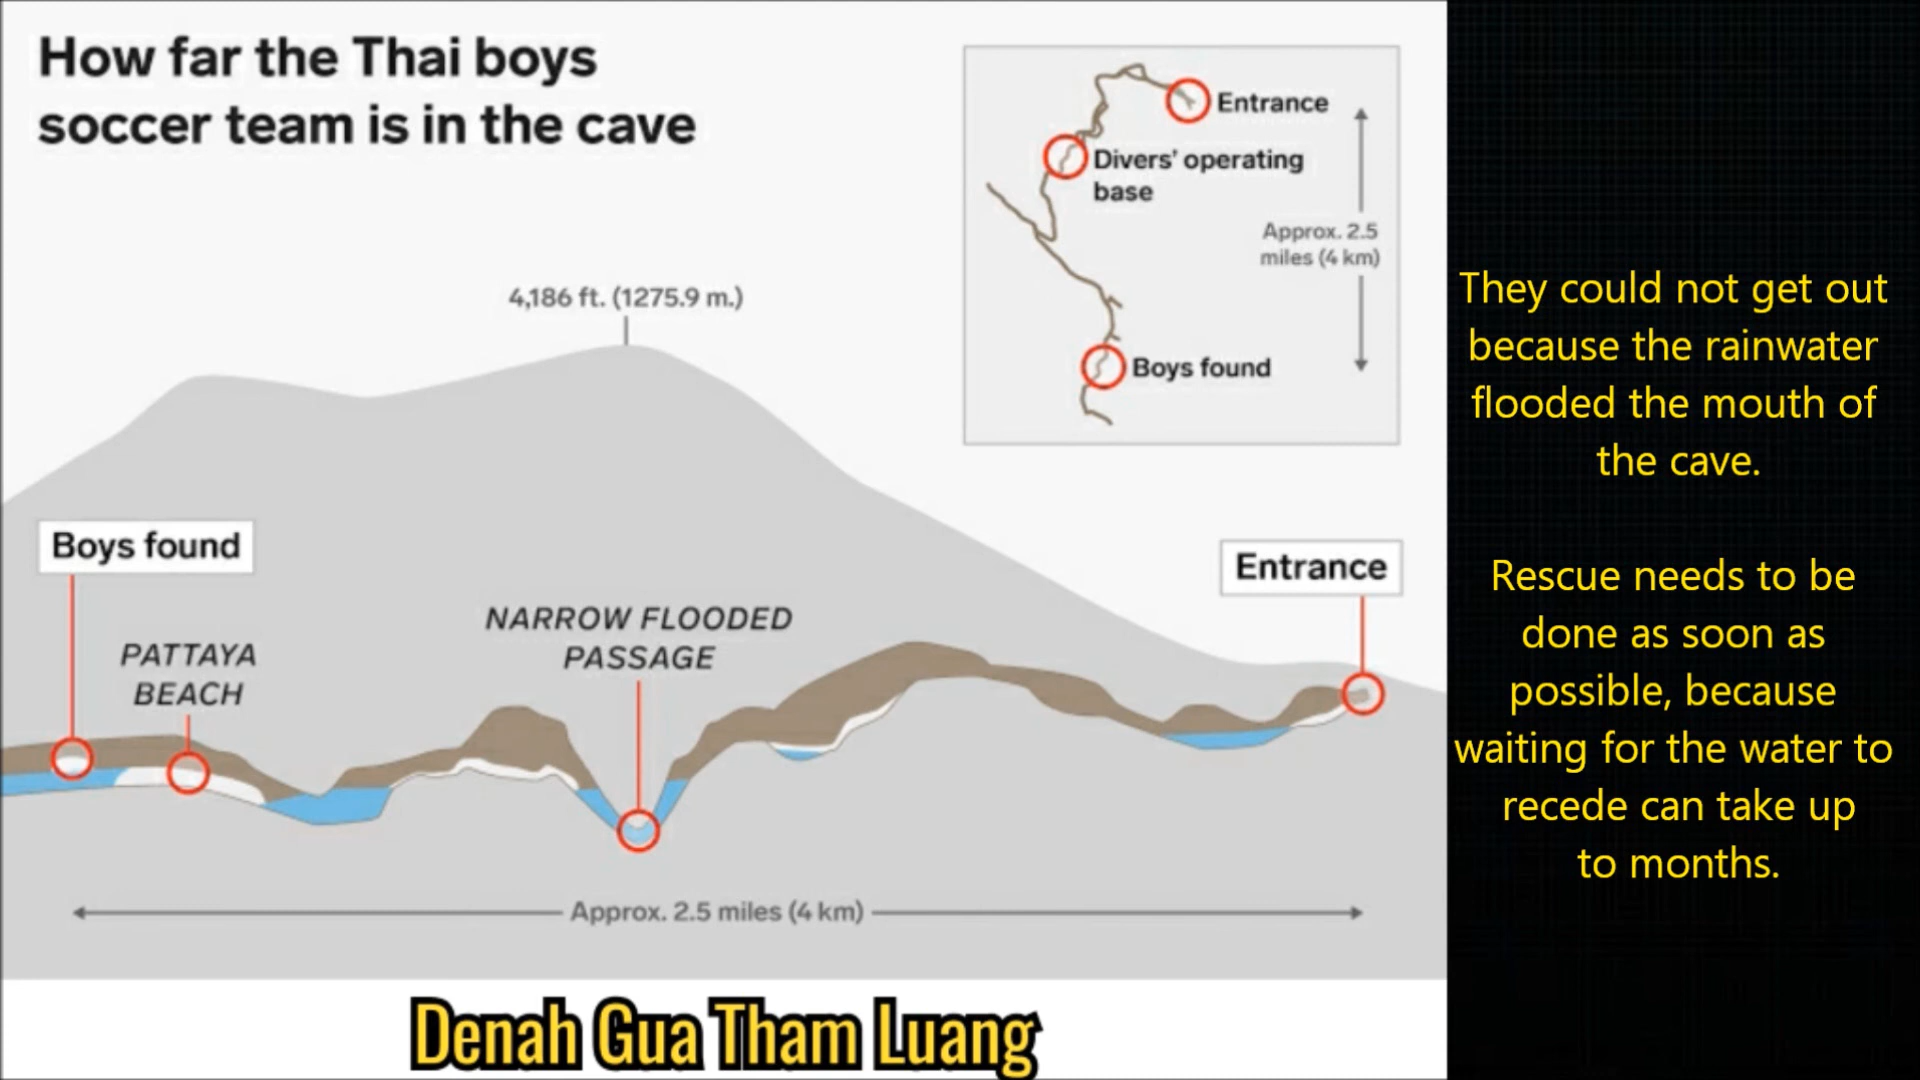 How far the Thai boys
soccer team is in the cave
Entrance
Divers' operating
base
Approx. 2.5
miles (4 km)
Boys found
4,186 ft. (1275.9 m.)
Boys found
Entrance
NARROW FLOODED
PASSAGE
PATTAYA
BEACH
Approx. 2.5 miles (4 km)
Denah Gua Tham Luang
They could not get out
because the rainwater
flooded the mouth of
the cave.
Rescue needs to be
done as soon as
possible, because
waiting for the water to
recede can take up
to months.